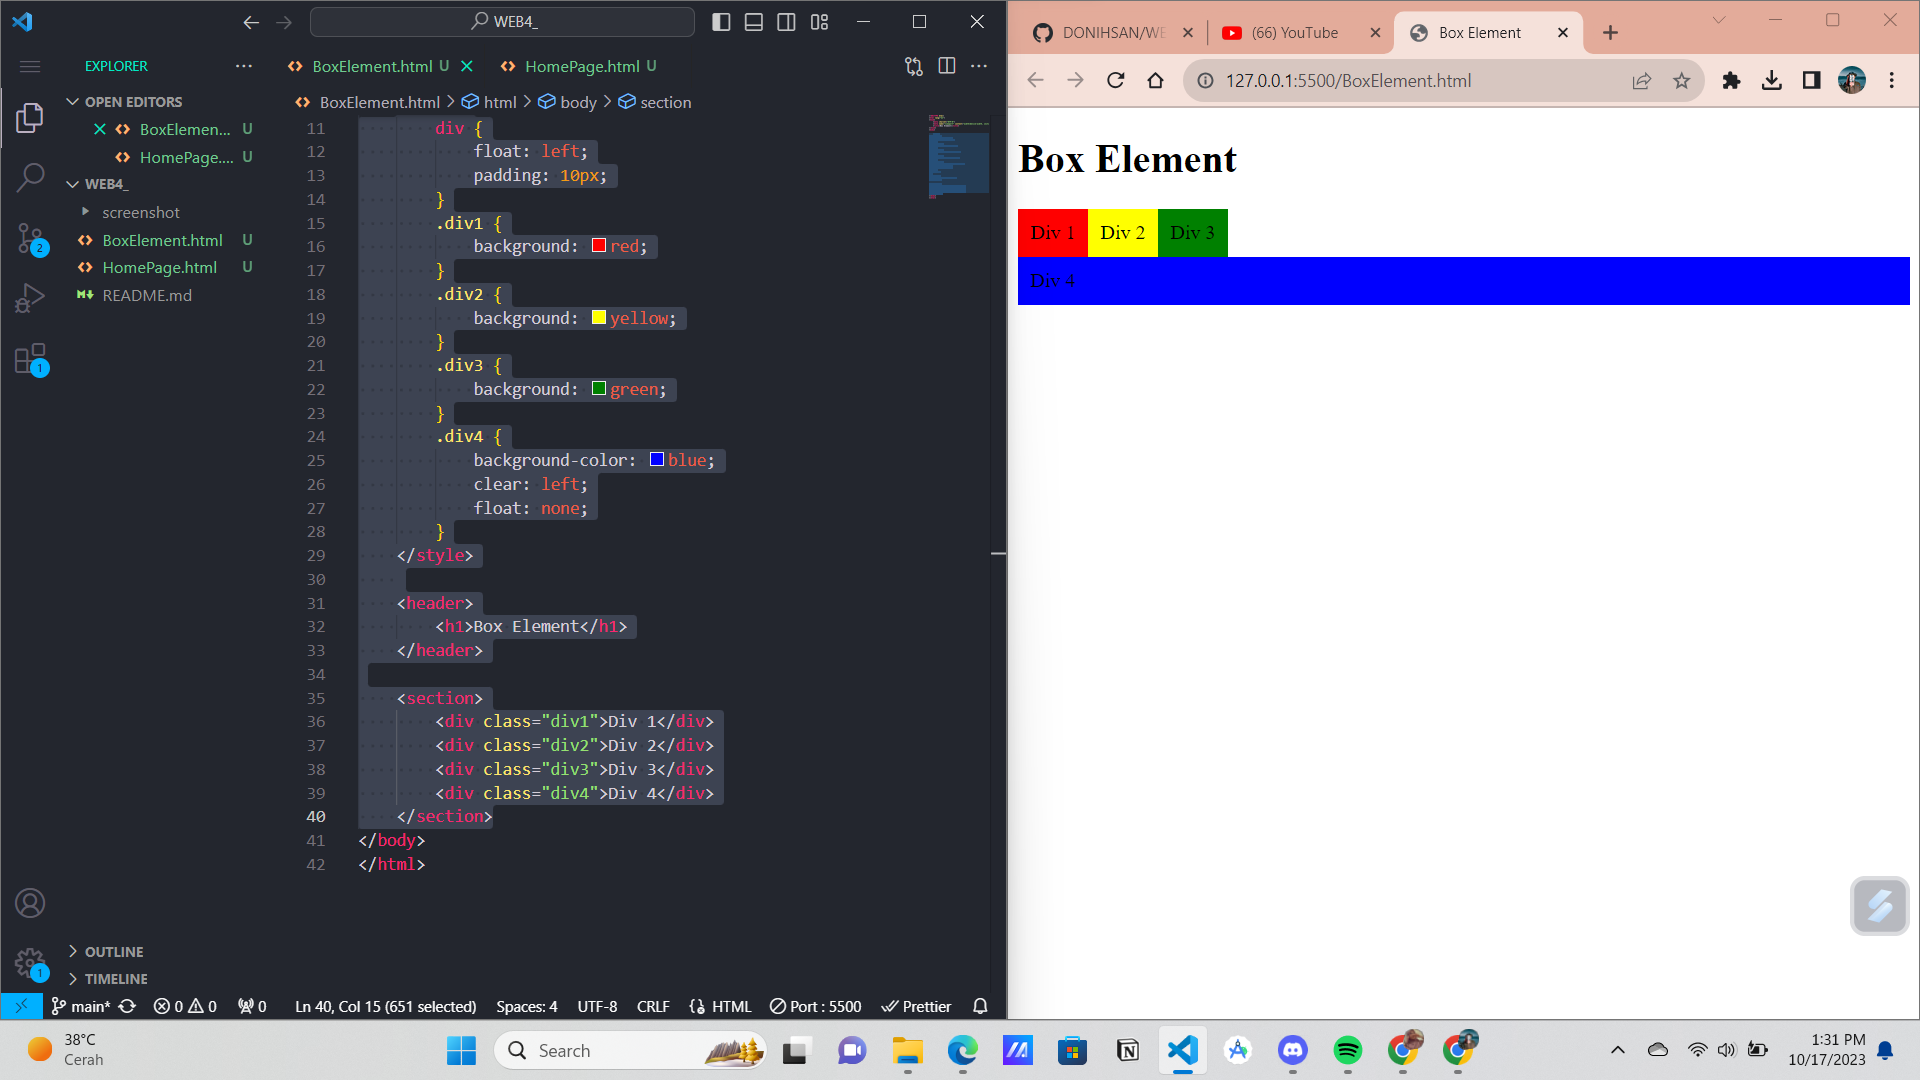 WEB4_
EXPLORER
BoxElement.html U
HomePage.html U
OPEN EDITORS
BoxElemen... U
HomePage.... U
WEB4_
screenshot
BoxElement.html U
HomePage.html U
README.md
2
1
OUTLINE
TIMELINE
1
BoxElement.html > html > body > section
11 div {
12 float: left;
13 padding: 10px;
14 }
15 .div1 {
16 background: red;
17 }
18 .div2 {
19 background: yellow;
20 }
21 .div3 {
22 background: green;
23 }
24 .div4 {
25 background-color: blue;
26 clear: left;
27 float: none;
28 }
29 </style>
30
31 <header>
32 <h1>Box Element</h1>
33 </header>
34
35 <section>
36 <div class="div1">Div 1</div>
37 <div class="div2">Div 2</div>
38 <div class="div3">Div 3</div>
39 <div class="div4">Div 4</div>
40 </section>
41 </body>
42 </html>
main* 0 0 0 Ln 40, Col 15 (651 selected) Spaces: 4 UTF-8 CRLF HTML Port : 5500 Prettier
DONIHSAN/WE
(66) YouTube
Box Element
127.0.0.1:5500/BoxElement.html
Box Element
Div 1 Div 2 Div 3
Div 4
38°C
Cerah
Search
1:31 PM
10/17/2023